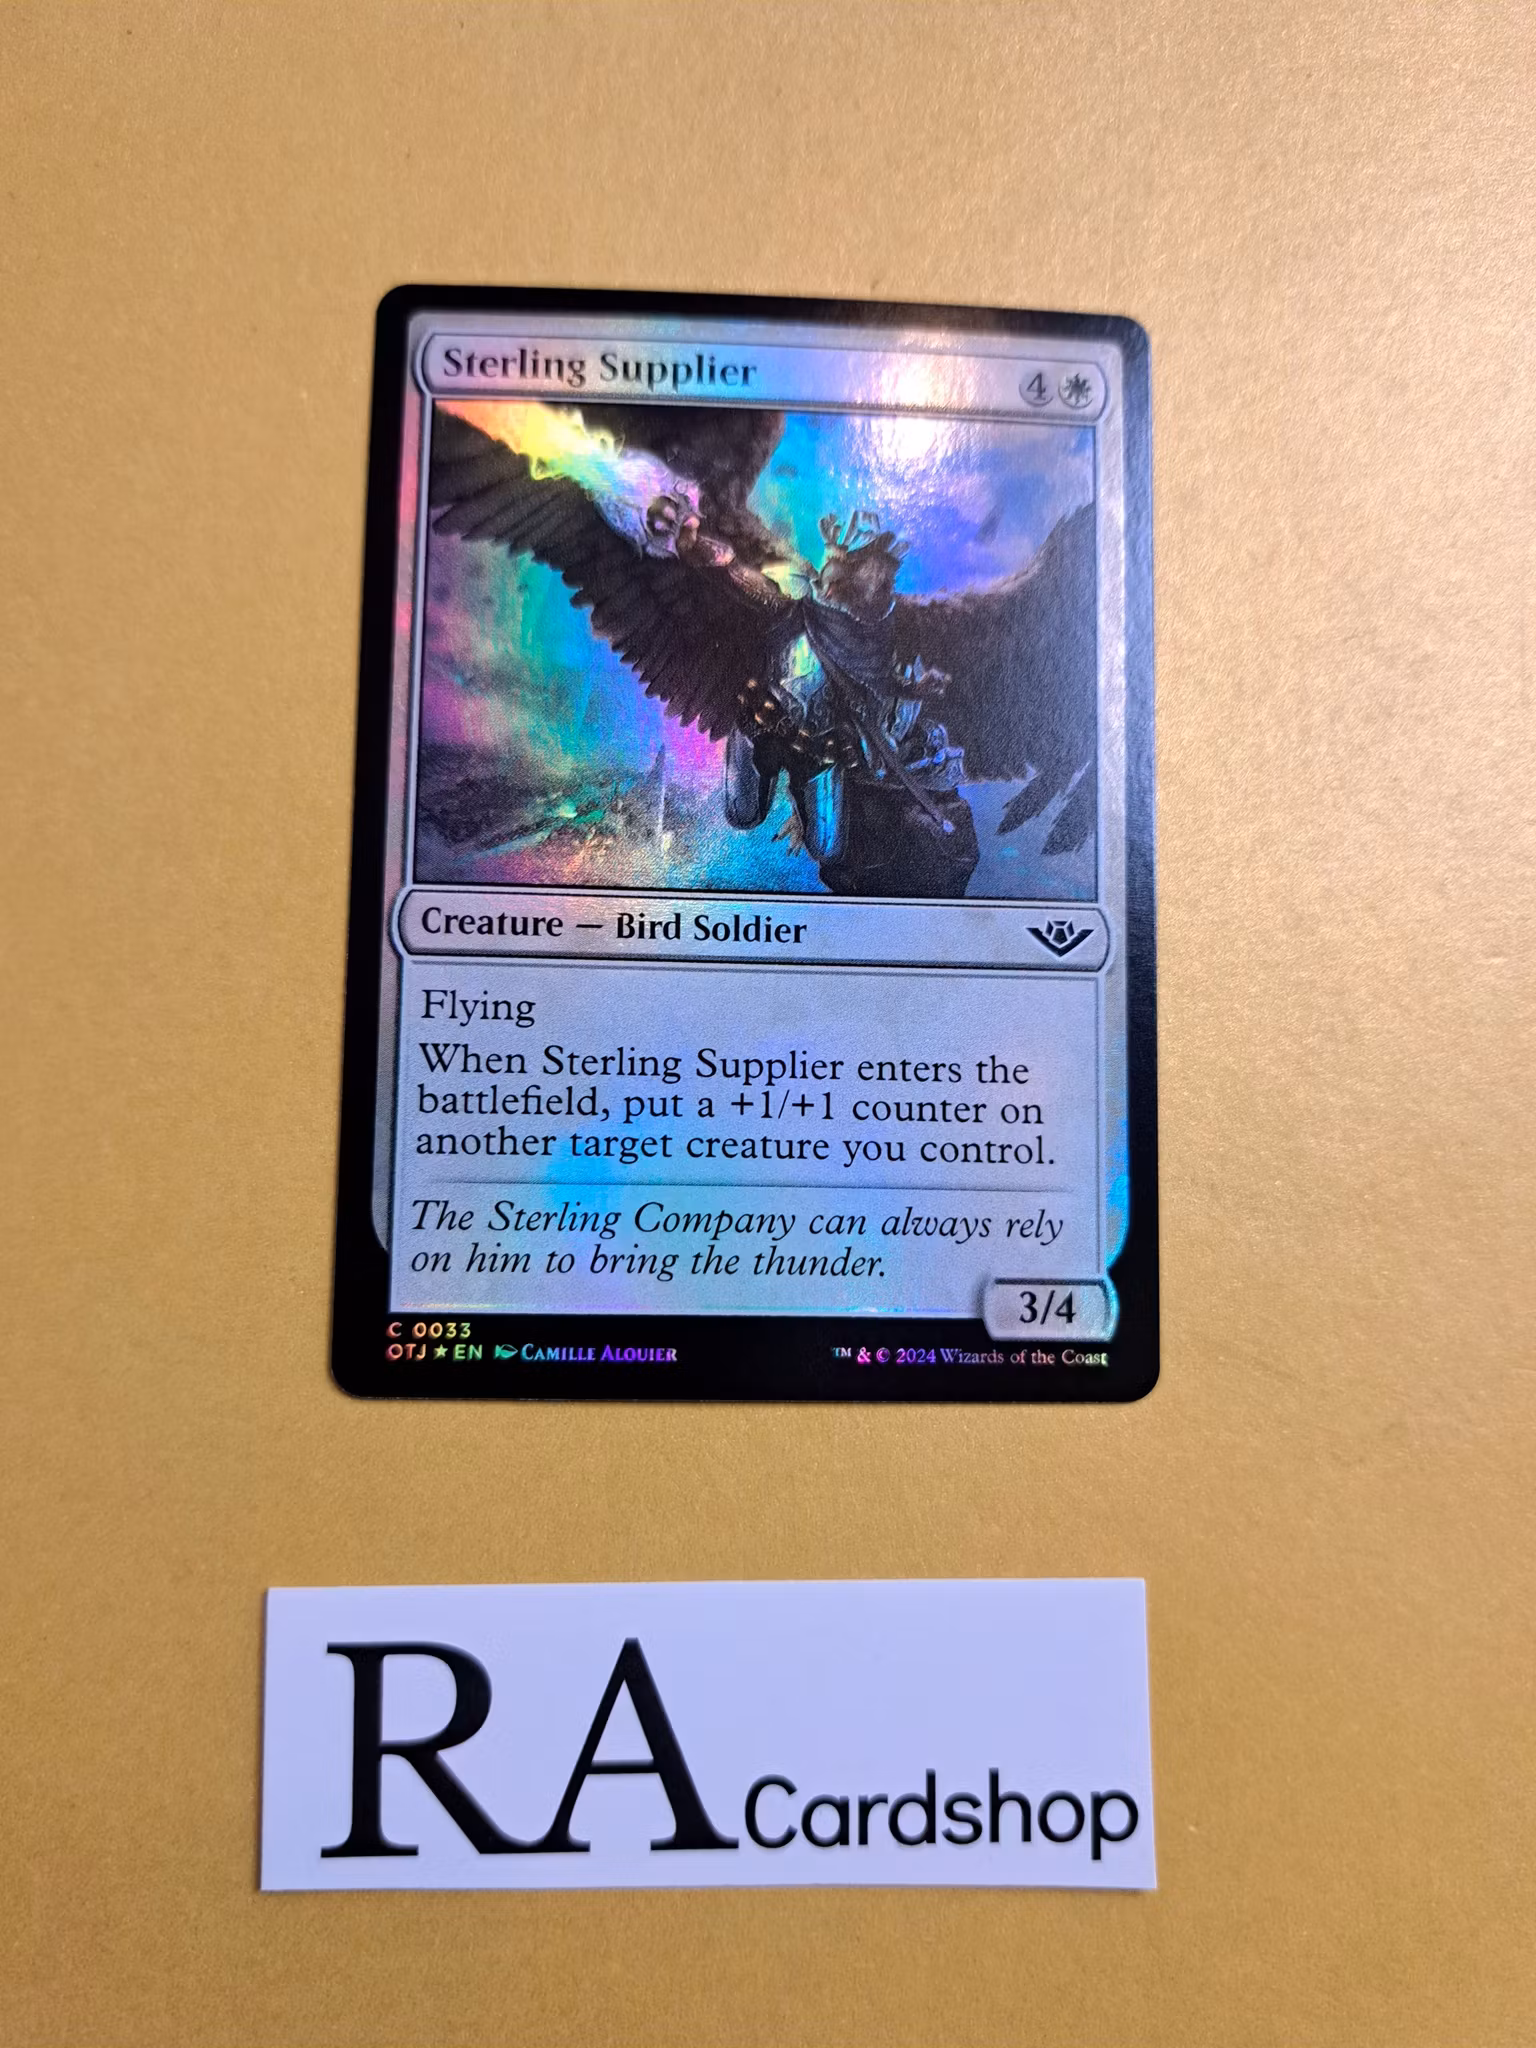 Sterling Supplier
4
Creature — Bird Soldier
Flying
When Sterling Supplier enters the
battlefield, put a +1/+1 counter on
another target creature you control.
The Sterling Company can always rely
on him to bring the thunder.
3/4
C 0033
OTJ ★ EN CAMILLE ALQUIER
™ & © 2024 Wizards of the Coast
RA Cardshop